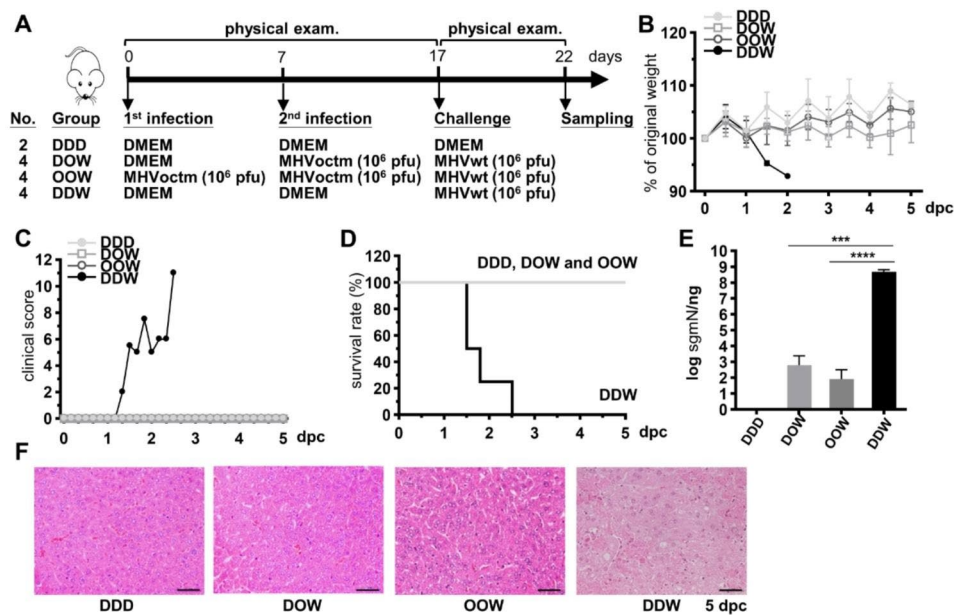 A
physical exam. physical exam.
0 7 17 22 days
No. Group 1st infection 2nd infection Challenge Sampling
2 DDD DMEM DMEM DMEM
4 DOW DMEM MHVoctm (10⁶ pfu) MHVwt (10⁶ pfu)
4 OOW MHVoctm (10⁶ pfu) MHVoctm (10⁶ pfu) MHVwt (10⁶ pfu)
4 DDW DMEM DMEM MHVwt (10⁶ pfu)
B
DDD
DOW
OOW
DDW
% of original weight
120
110
100
90
0 1 2 3 4 5 dpc
C
DDD
DOW
OOW
DDW
clinical score
12
10
8
6
4
2
0
0 1 2 3 4 5 dpc
D
DDD, DOW and OOW
survival rate (%)
100
80
60
40
20
0
DDW
0 1 2 3 4 5 dpc
E
***
****
log sgmN/ng
10
9
8
7
6
5
4
3
2
1
0
DDD DOW OOW DDW
F
DDD DOW OOW DDW 5 dpc